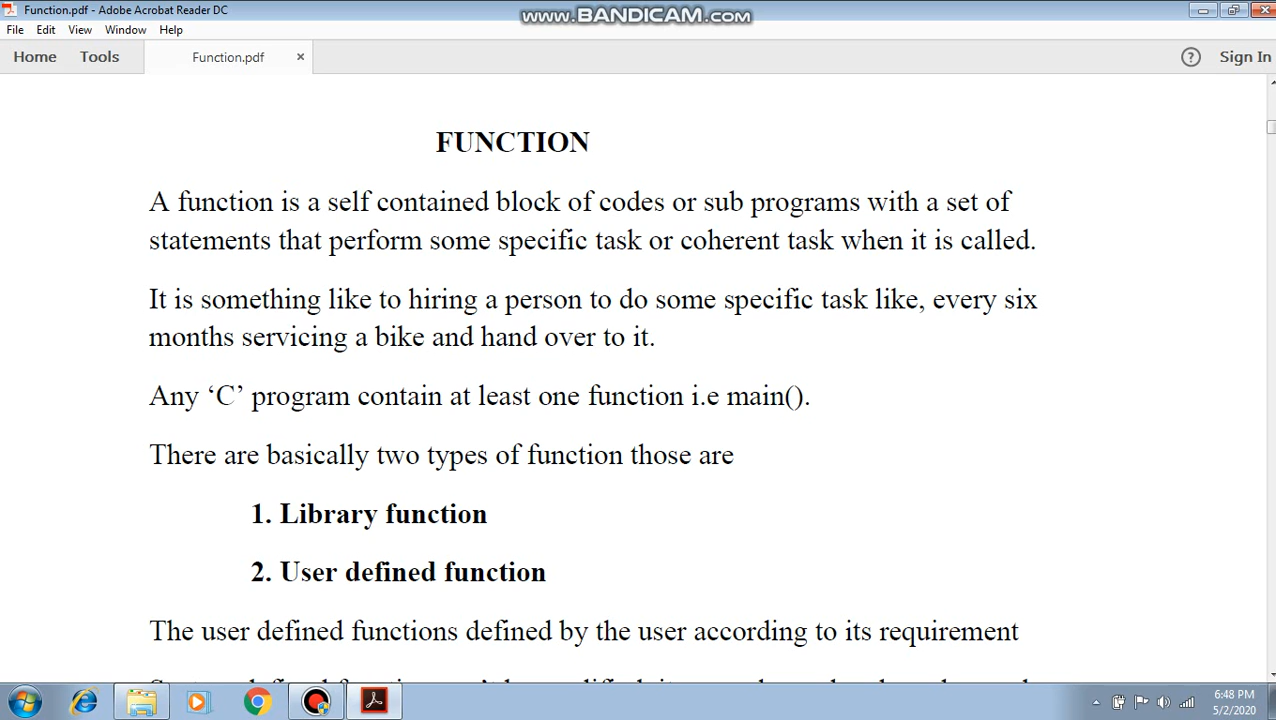 Function.pdf - Adobe Acrobat Reader DC
www.BANDICAM.com
File Edit View Window Help
Home Tools Function.pdf × ? Sign In
FUNCTION
A function is a self contained block of codes or sub programs with a set of
statements that perform some specific task or coherent task when it is called.
It is something like to hiring a person to do some specific task like, every six
months servicing a bike and hand over to it.
Any ‘C’ program contain at least one function i.e main().
There are basically two types of function those are
1. Library function
2. User defined function
The user defined functions defined by the user according to its requirement
6:48 PM
5/2/2020